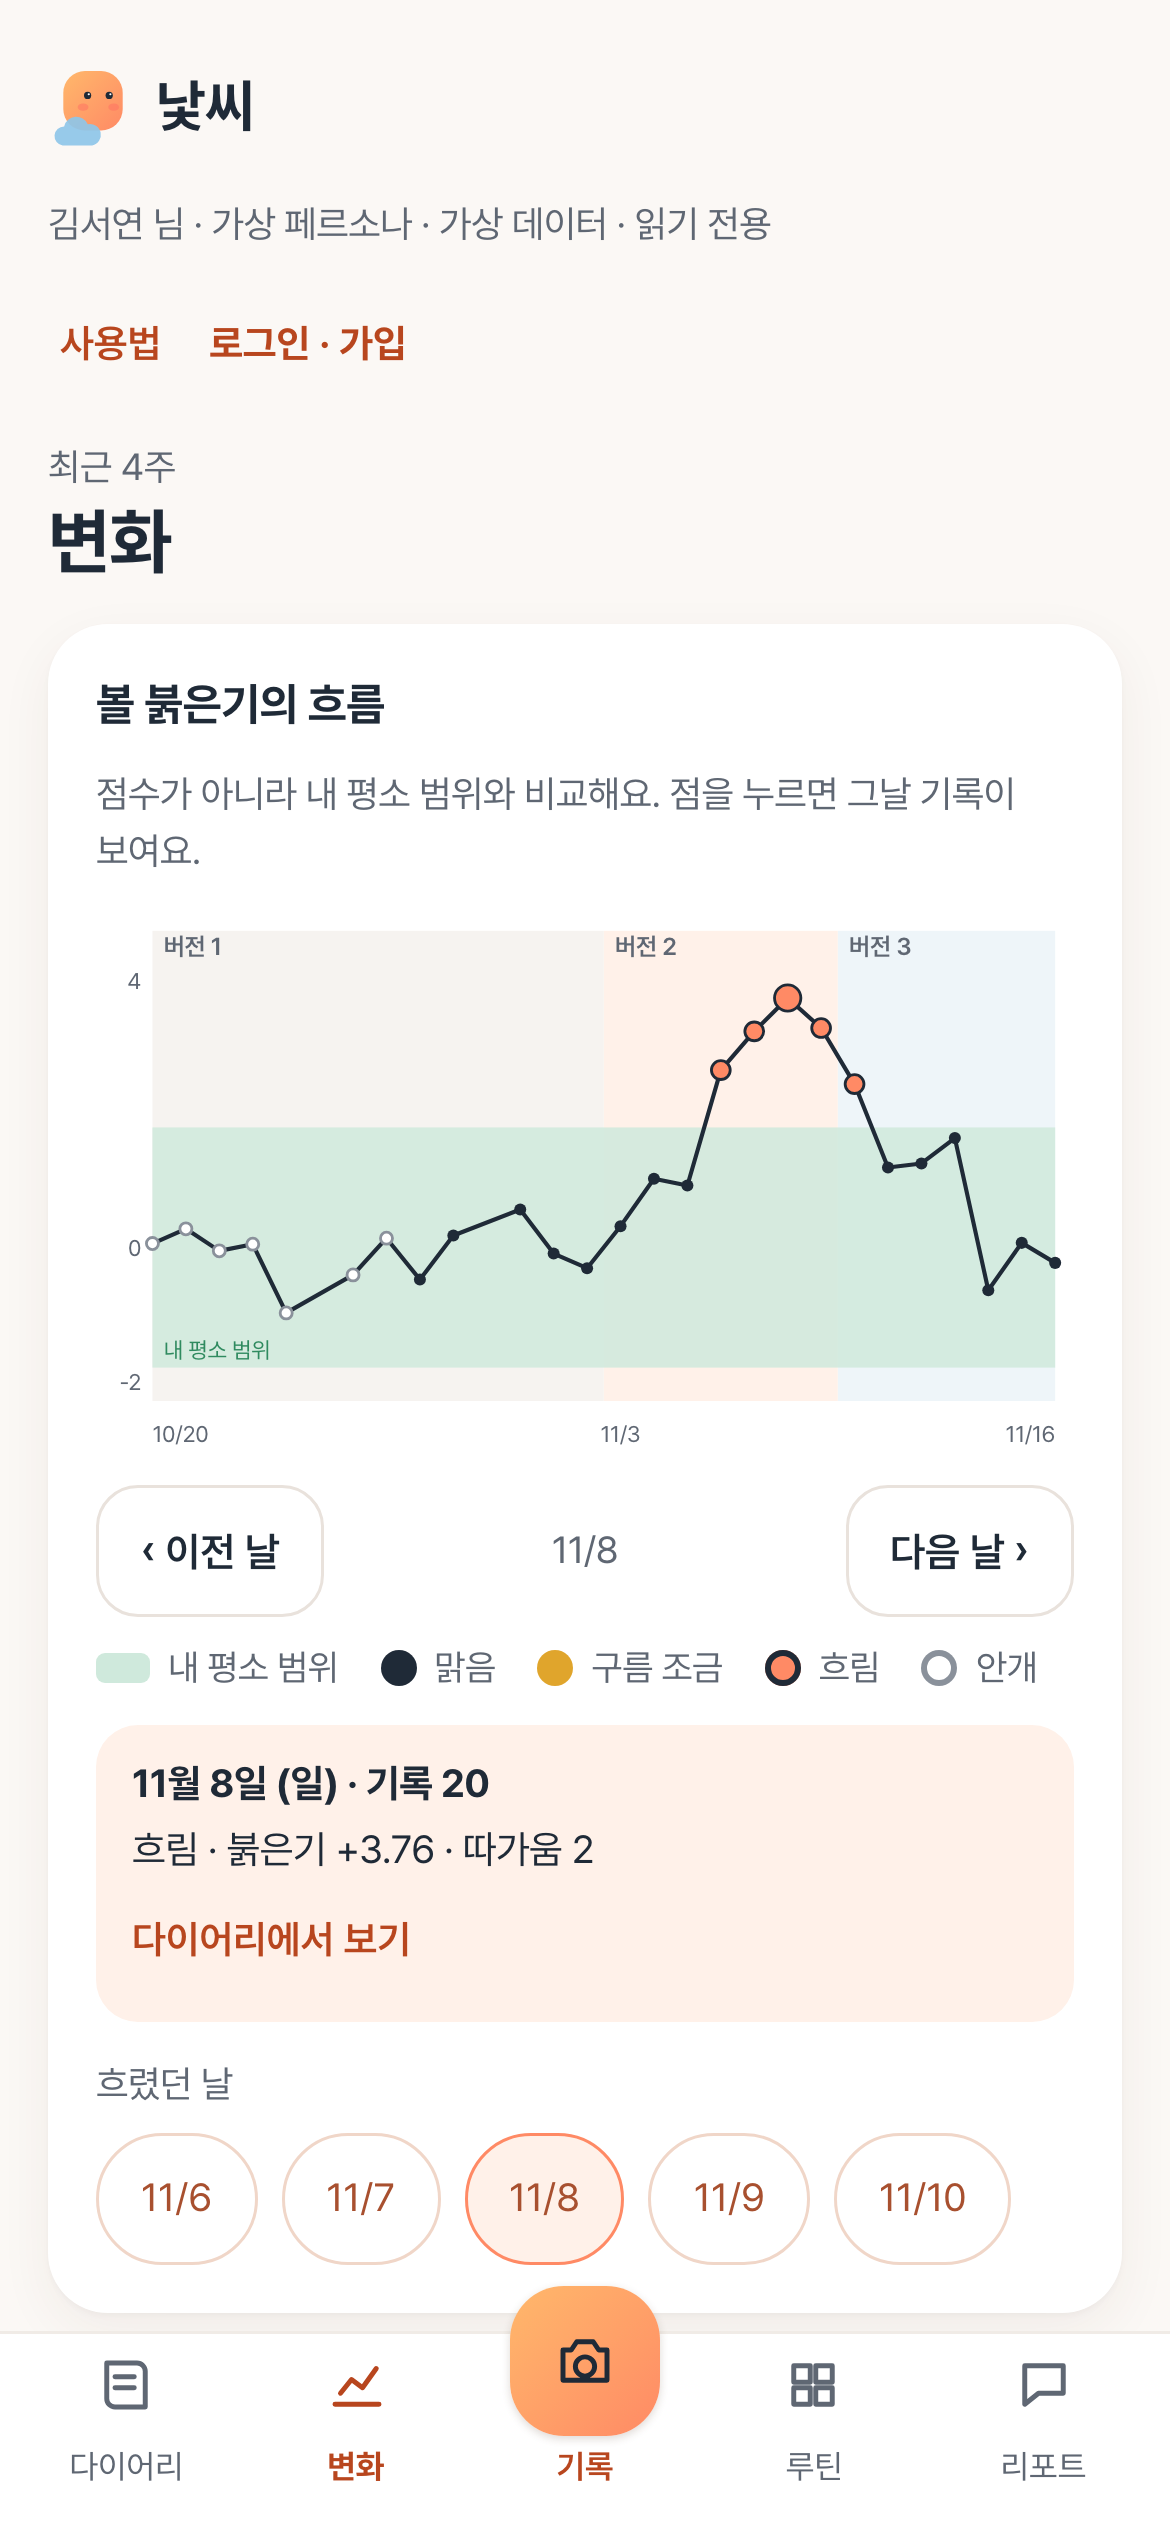 낯씨
김서연 님 · 가상 페르소나 · 가상 데이터 · 읽기 전용
사용법 로그인 · 가입
최근 4주
변화
볼 붉은기의 흐름
점수가 아니라 내 평소 범위와 비교해요. 점을 누르면 그날 기록이
보여요.
버전 1 버전 2 버전 3
4
0
내 평소 범위
-2
10/20 11/3 11/16
‹ 이전 날 11/8 다음 날 ›
내 평소 범위 맑음 구름 조금 흐림 안개
11월 8일 (일) · 기록 20
흐림 · 붉은기 +3.76 · 따가움 2
다이어리에서 보기
흐렸던 날
11/6 11/7 11/8 11/9 11/10
다이어리 변화 기록 루틴 리포트